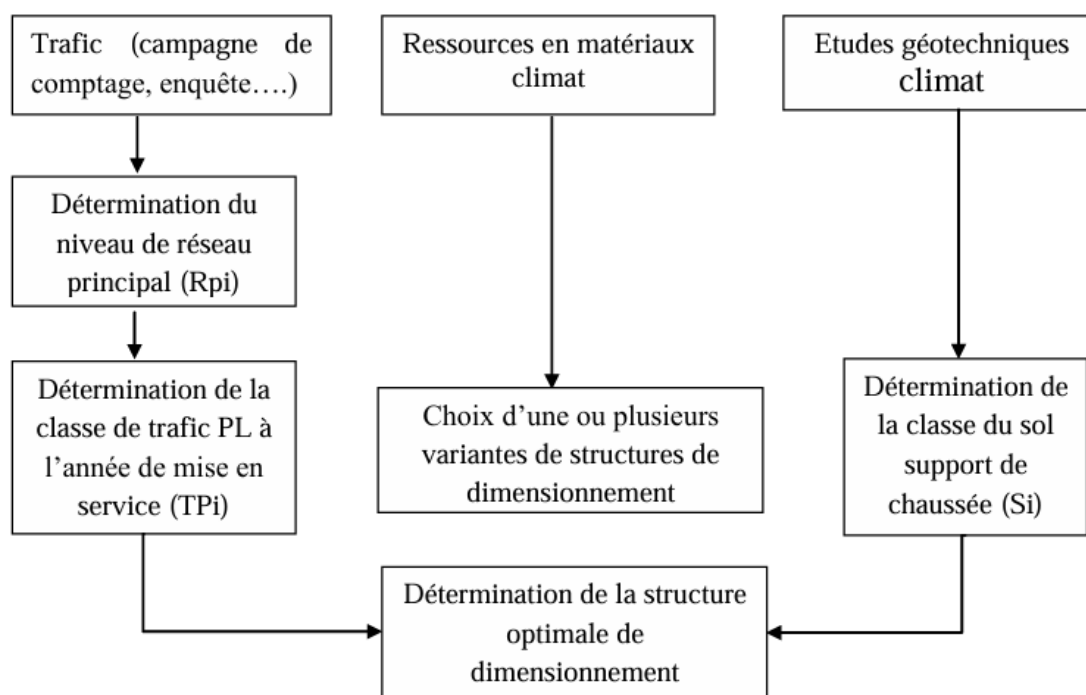 Trafic (campagne de
comptage, enquête….)
Ressources en matériaux
climat
Etudes géotechniques
climat
Détermination du
niveau de réseau
principal (Rpi)
Détermination de la
classe de trafic PL à
l’année de mise en
service (TPi)
Choix d’une ou plusieurs
variantes de structures de
dimensionnement
Détermination de
la classe du sol
support de
chaussée (Si)
Détermination de la structure
optimale de
dimensionnement